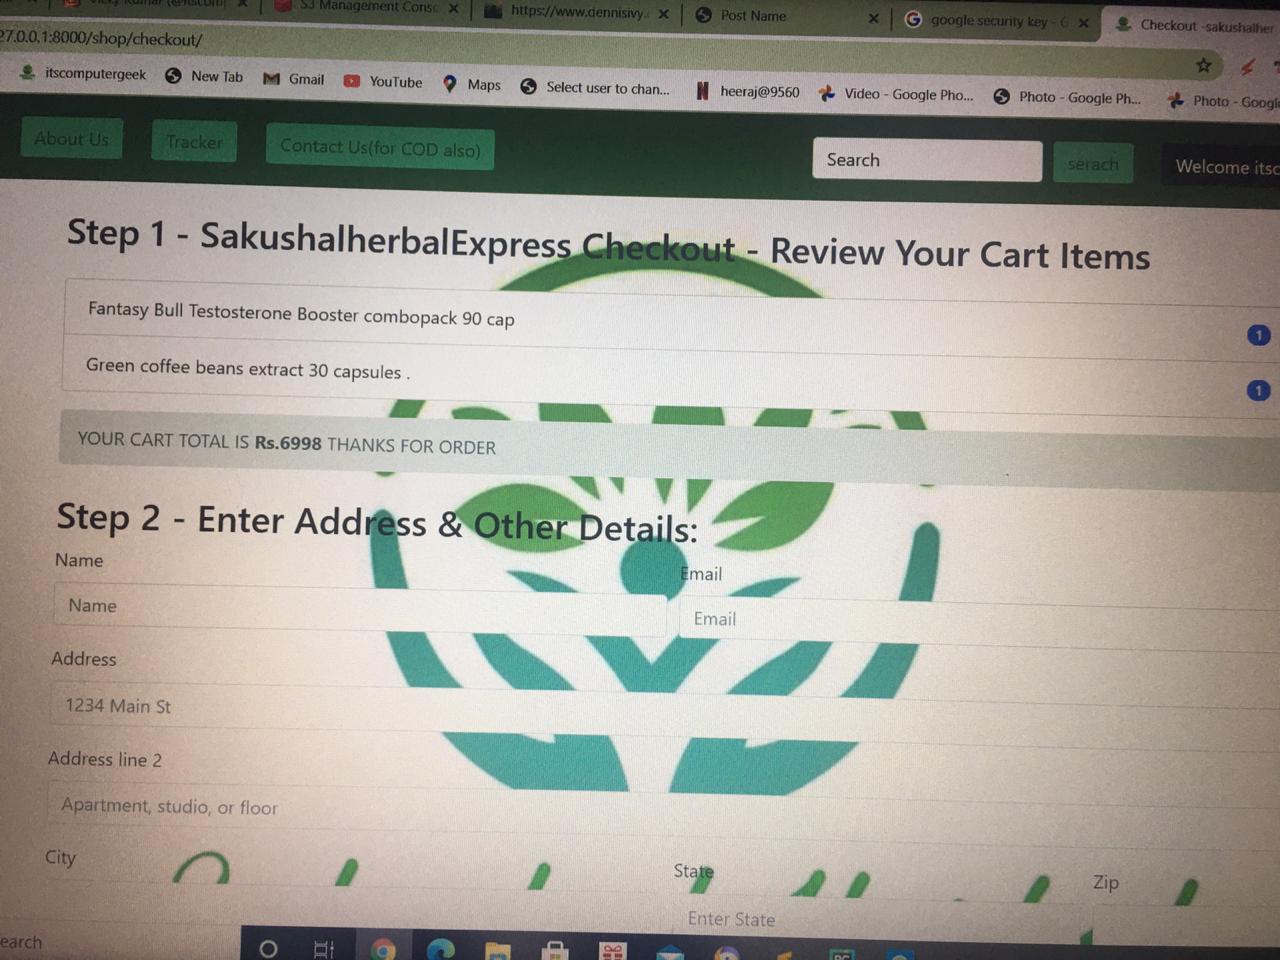 S3 Management Conso
https://www.dennisivy.
Post Name
google security key - G
Checkout -sakushalher
27.0.0.1:8000/shop/checkout/
itscomputergeek
New Tab
Gmail
YouTube
Maps
Select user to chan...
heeraj@9560
Video - Google Pho...
Photo - Google Ph...
Photo - Googl
About Us
Tracker
Contact Us(for COD also)
Search
serach
Welcome itsc
Step 1 - SakushalherbalExpress Checkout - Review Your Cart Items
Fantasy Bull Testosterone Booster combopack 90 cap
1
Green coffee beans extract 30 capsules .
1
YOUR CART TOTAL IS Rs.6998 THANKS FOR ORDER
Step 2 - Enter Address & Other Details:
Name
Email
Name
Email
Address
1234 Main St
Address line 2
Apartment, studio, or floor
City
State
Zip
Enter State
earch